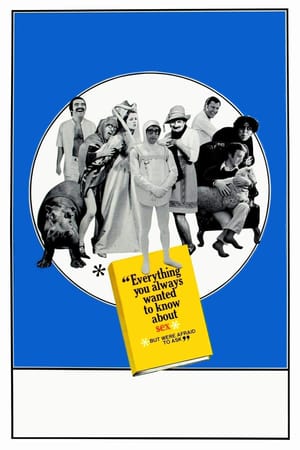 *
"Everything
you always
wanted
to know
about
sex*
*BUT WERE AFRAID
TO ASK"